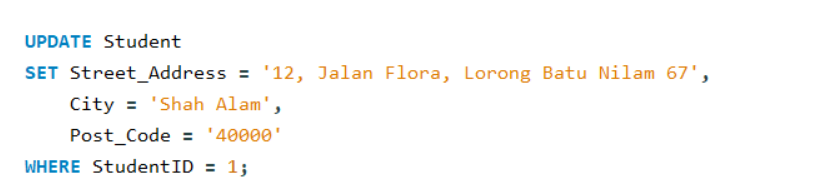 UPDATE Student
SET Street_Address = '12, Jalan Flora, Lorong Batu Nilam 67',
City = 'Shah Alam',
Post_Code = '40000'
WHERE StudentID = 1;